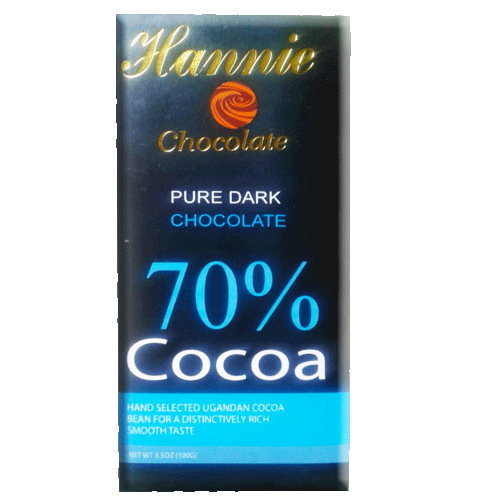 Hannie
Chocolate
PURE DARK
CHOCOLATE
70%
Cocoa
HAND SELECTED UGANDAN COCOA
BEAN FOR A DISTINCTIVELY RICH
SMOOTH TASTE
NET WT 3.5OZ (100G)